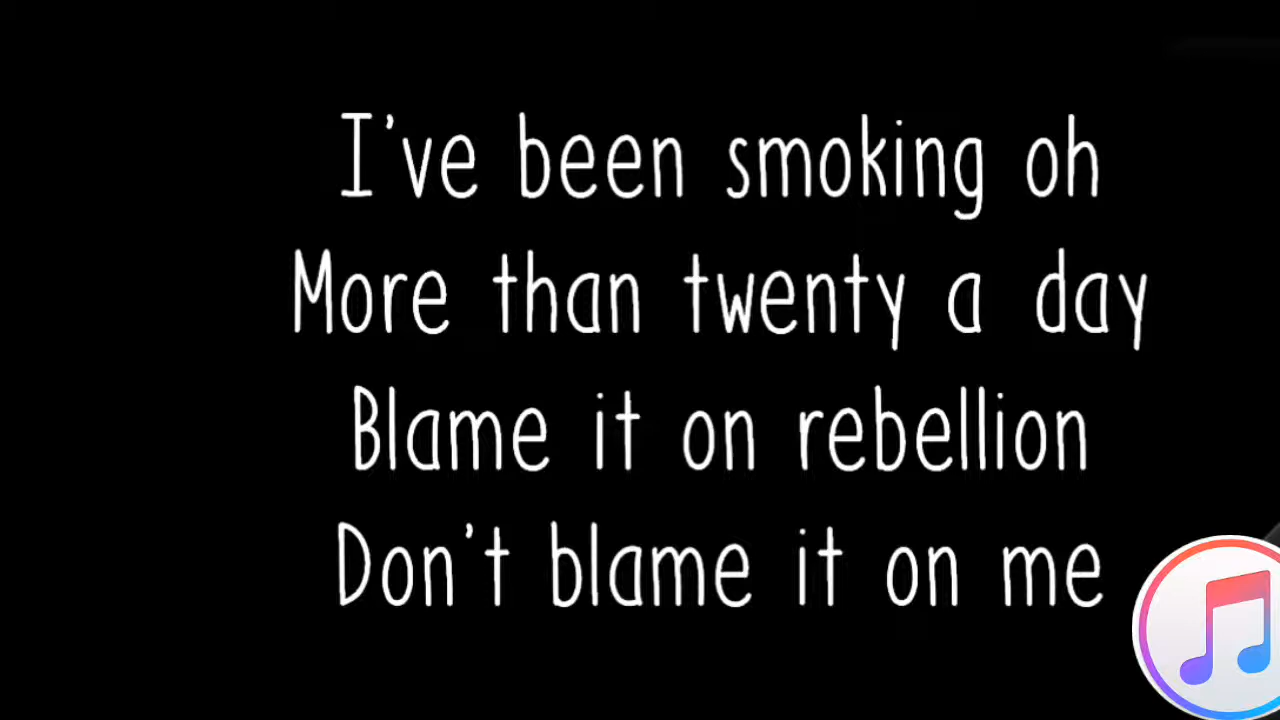 I've been smoking oh
More than twenty a day
Blame it on rebellion
Don't blame it on me